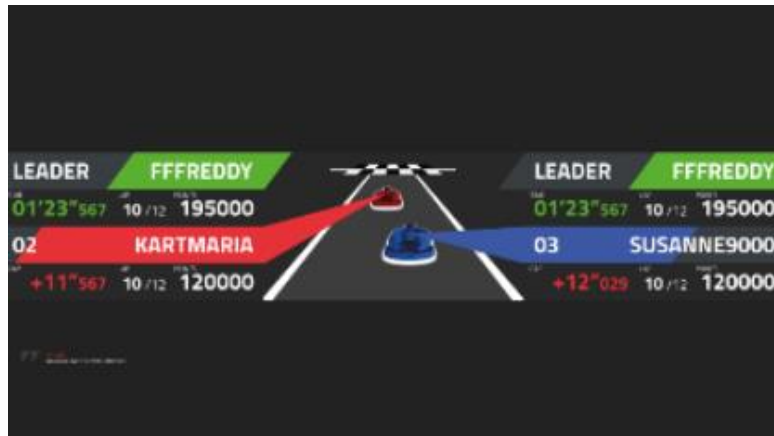 LEADER FFFREDDY
01'23"567 10/12 195000
02 KARTMARIA
+11"567 10/12 120000
LEADER FFFREDDY
01'23"567 10/12 195000
03 SUSANNE9000
+12"029 10/12 120000